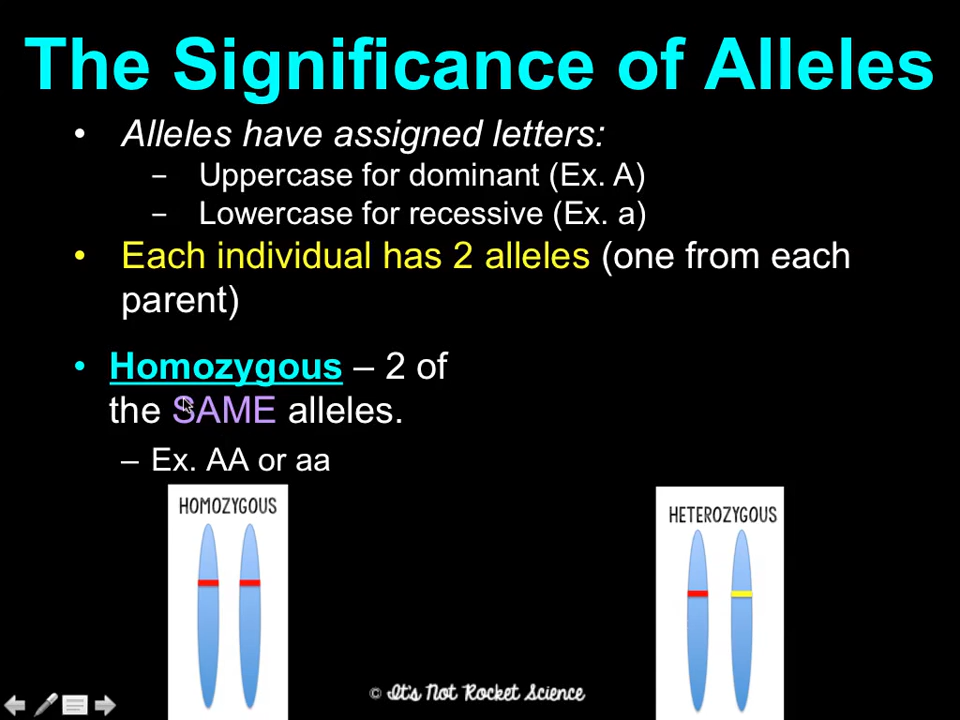 The Significance of Alleles
• Alleles have assigned letters:
– Uppercase for dominant (Ex. A)
– Lowercase for recessive (Ex. a)
• Each individual has 2 alleles (one from each
parent)
• Homozygous – 2 of
the SAME alleles.
– Ex. AA or aa
HOMOZYGOUS
HETEROZYGOUS
© It's Not Rocket Science